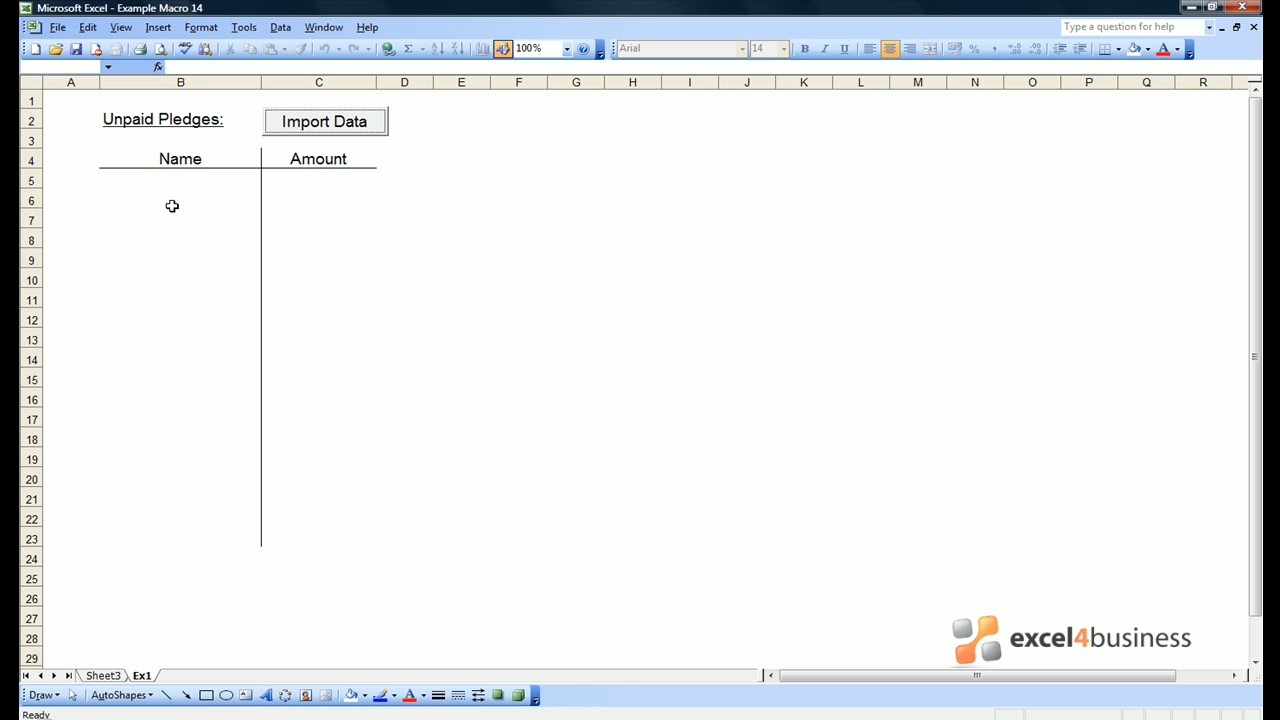 Microsoft Excel - Example Macro 14
File Edit View Insert Format Tools Data Window Help
Type a question for help
100%
Arial
14
B I U
fx
A B C D E F G H I J K L M N O P Q R
1
2 Unpaid Pledges: Import Data
3
4 Name Amount
5
6
7
8
9
10
11
12
13
14
15
16
17
18
19
20
21
22
23
24
25
26
27
28
29
excel4business
Sheet3 Ex1
Draw AutoShapes
Ready